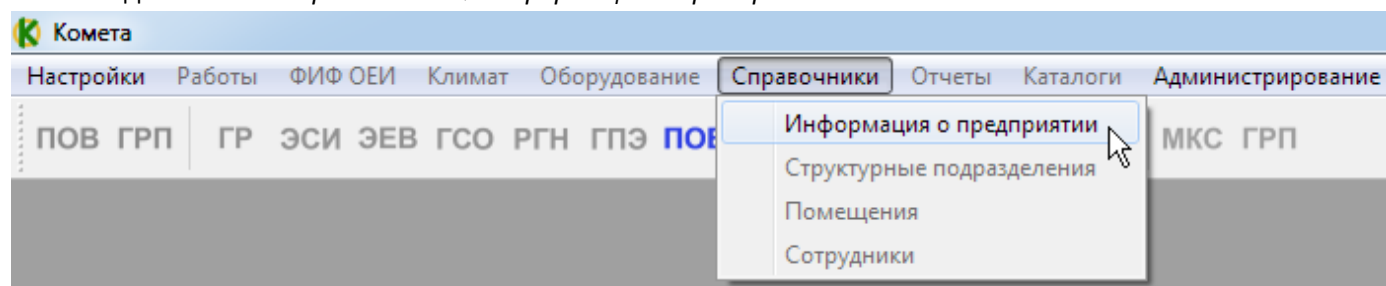 Комета
Настройки Работы ФИФ ОЕИ Климат Оборудование Справочники Отчеты Каталоги Администрирование
ПОВ ГРП ГР ЭСИ ЭЕВ ГСО РГН ГПЭ ПОВ МКС ГРП
Информация о предприятии
Структурные подразделения
Помещения
Сотрудники